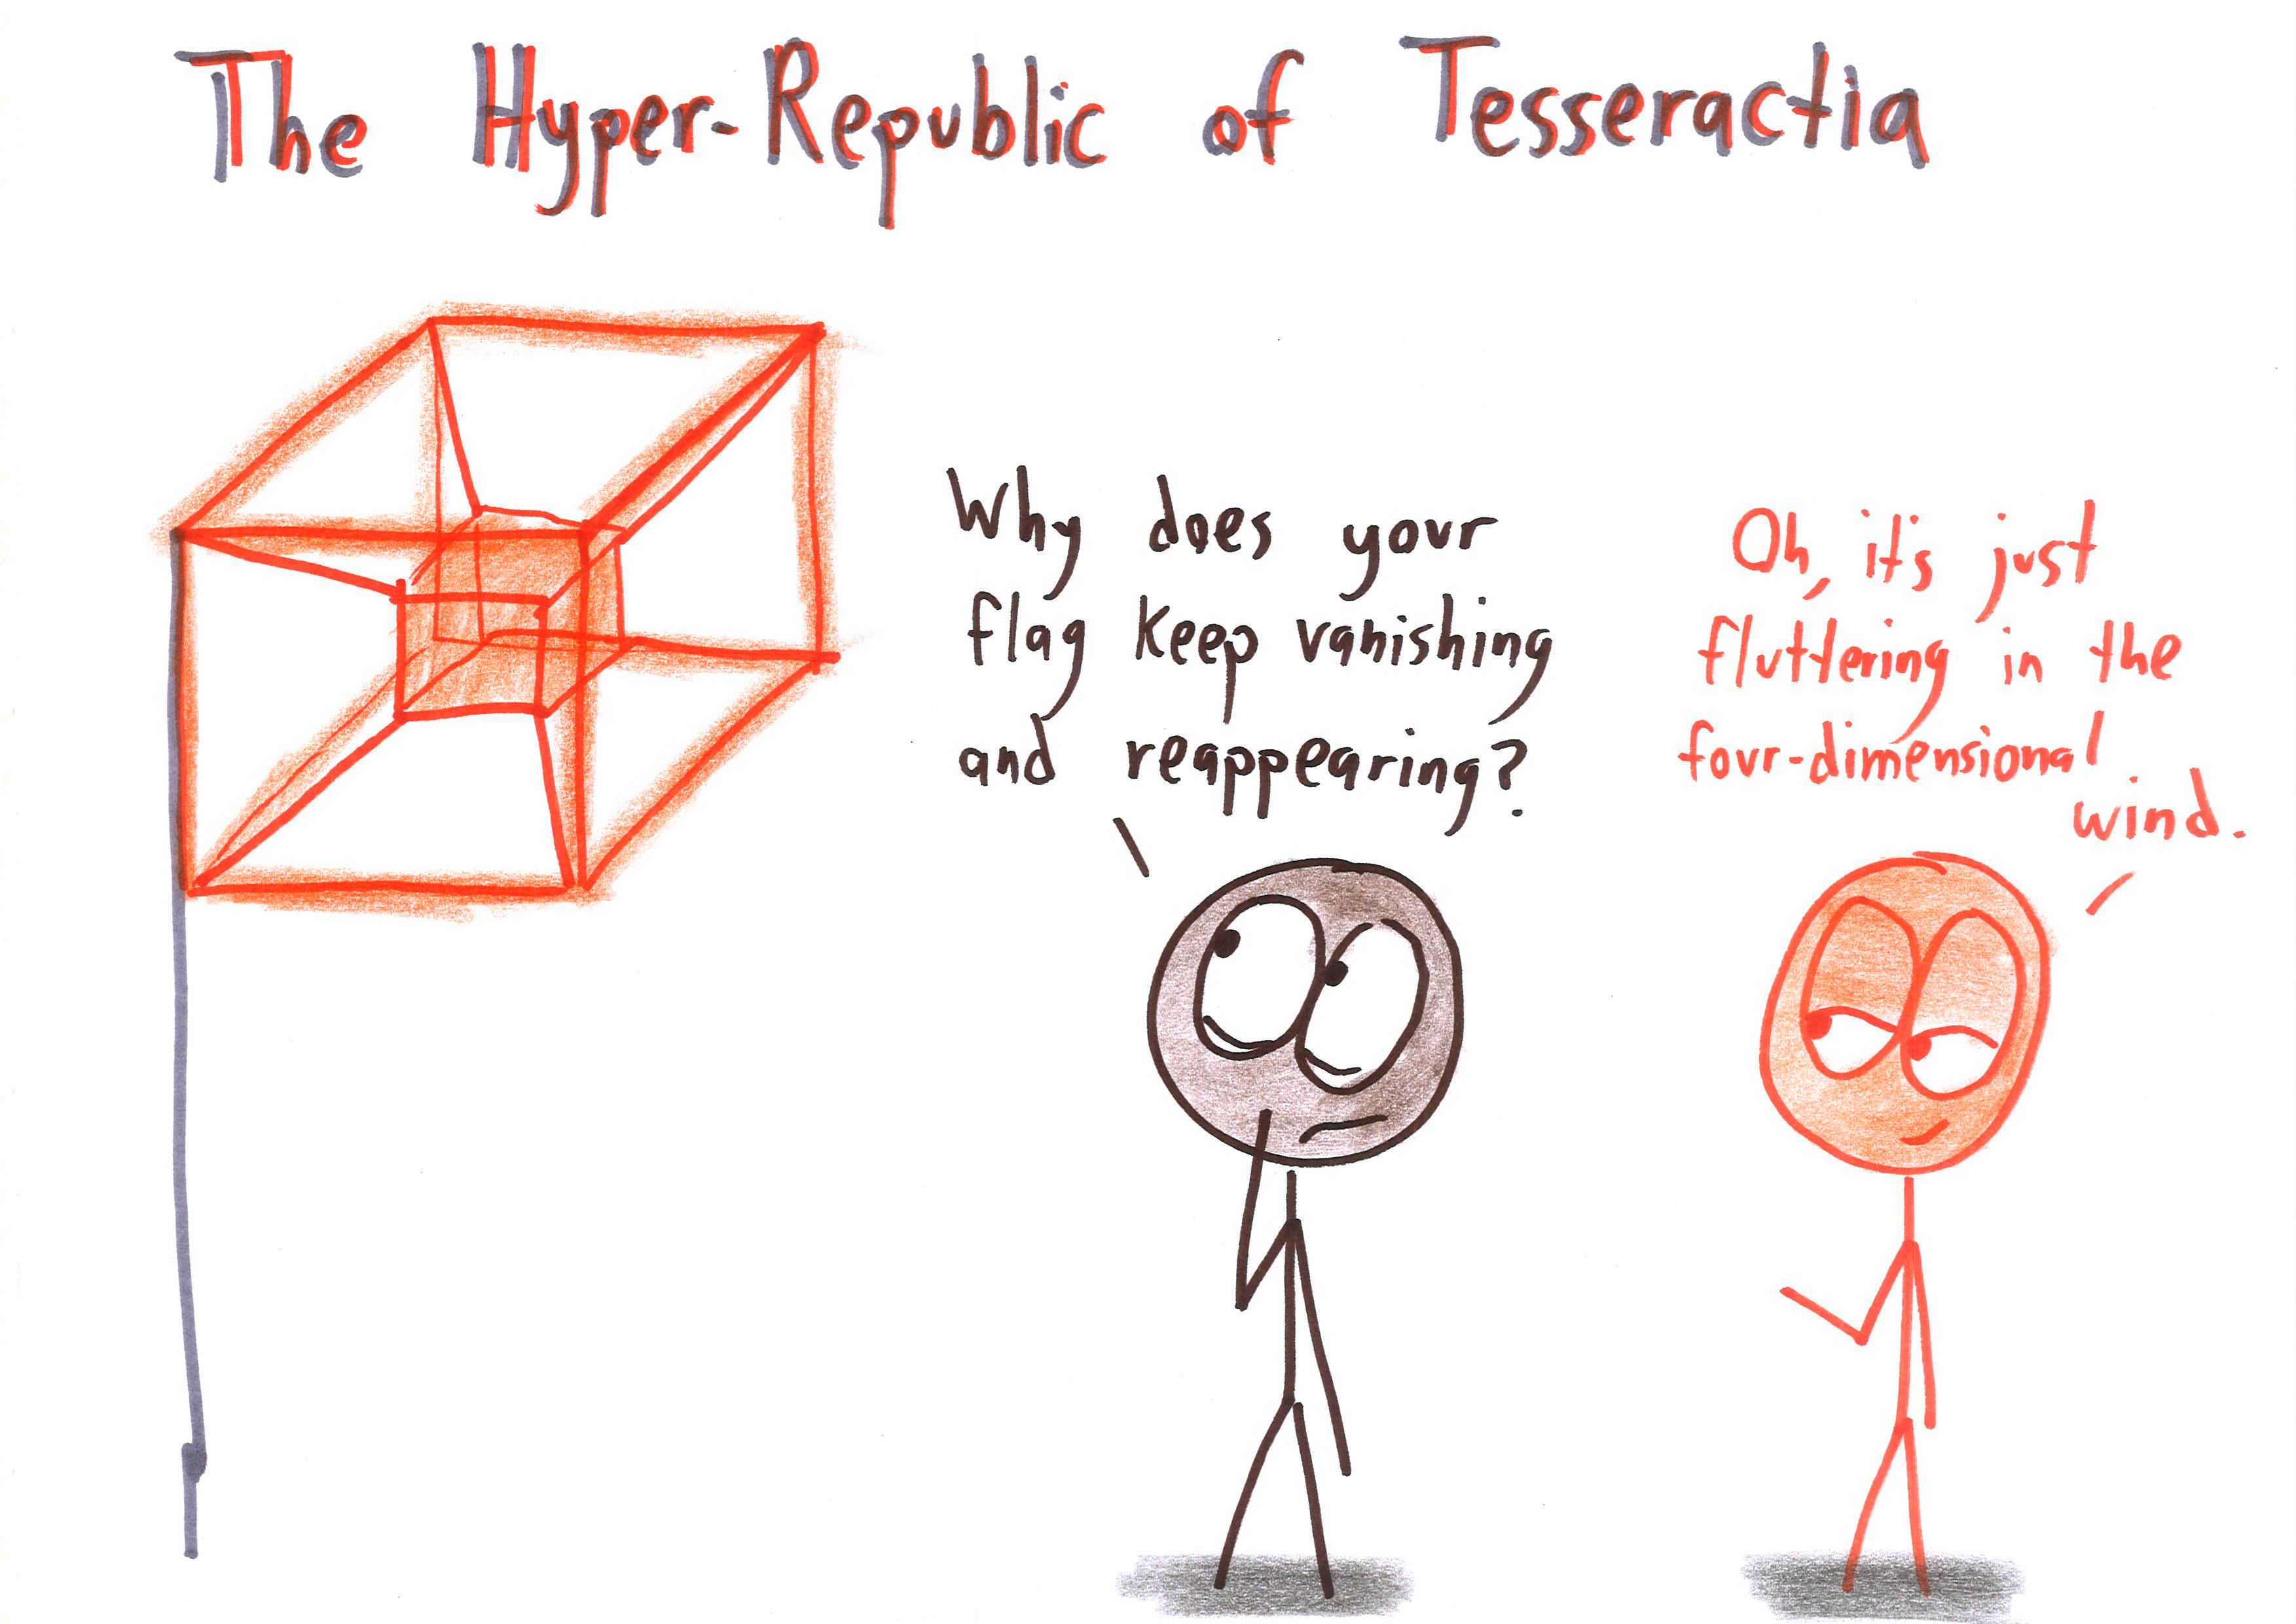 The Hyper-Republic of Tesseractia
Why does your
flag keep vanishing
and reappearing?
Oh, it's just
fluttering in the
four-dimensional
wind.